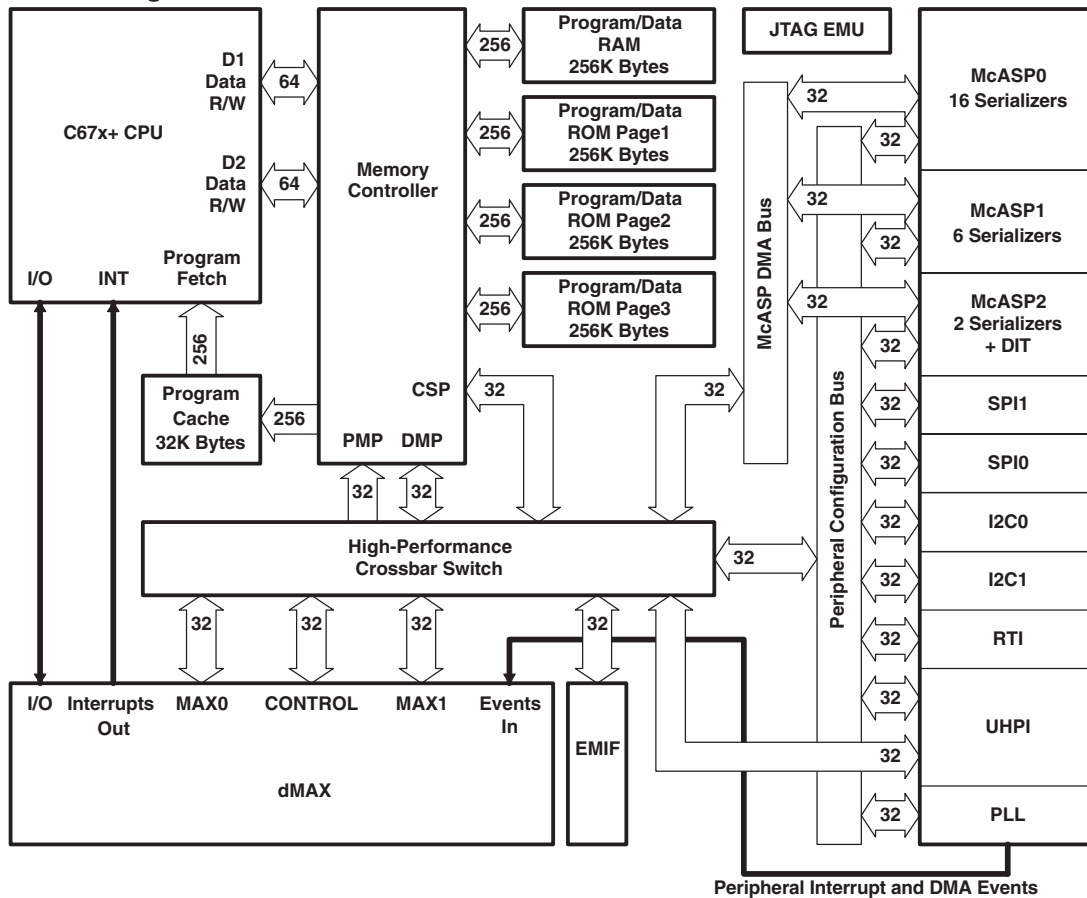 D1
Data
R/W
64
C67x+ CPU
D2
Data
R/W
64
I/O
INT
Program
Fetch
256
Program
Cache
32K Bytes
256
Memory
Controller
CSP
32
PMP
DMP
32
32
256
Program/Data
RAM
256K Bytes
256
Program/Data
ROM Page1
256K Bytes
256
Program/Data
ROM Page2
256K Bytes
256
Program/Data
ROM Page3
256K Bytes
High-Performance
Crossbar Switch
32
32
32
32
32
32
I/O
Interrupts
Out
MAX0
CONTROL
MAX1
Events
In
dMAX
EMIF
JTAG EMU
McASP DMA Bus
Peripheral Configuration Bus
32
32
McASP0
16 Serializers
32
32
McASP1
6 Serializers
32
32
McASP2
2 Serializers
+ DIT
32
SPI1
32
SPI0
32
I2C0
32
I2C1
32
RTI
32
32
UHPI
32
PLL
Peripheral Interrupt and DMA Events